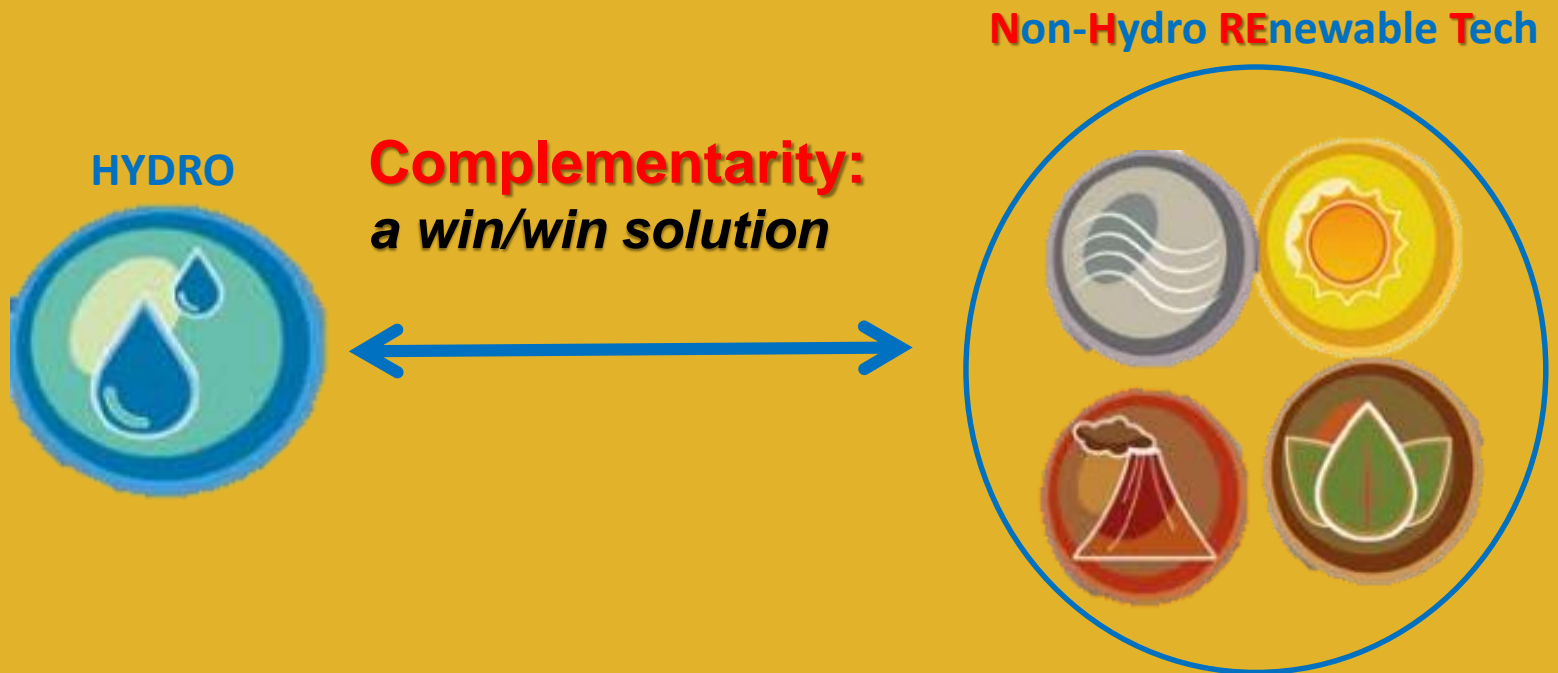 Non-Hydro REnewable Tech
HYDRO
Complementarity:
a win/win solution